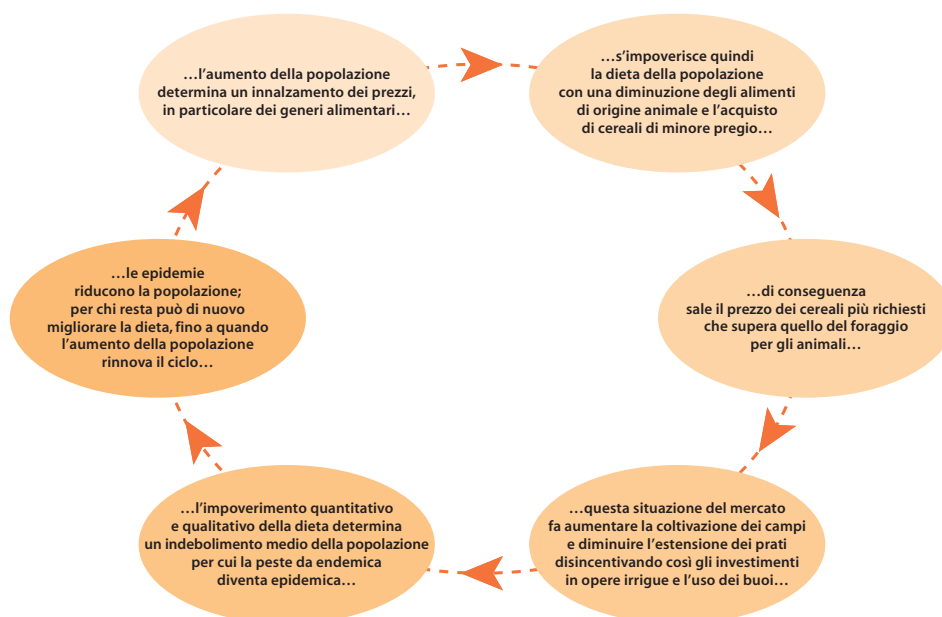 …l’aumento della popolazione
determina un innalzamento dei prezzi,
in particolare dei generi alimentari…
…s’impoverisce quindi
la dieta della popolazione
con una diminuzione degli alimenti
di origine animale e l’acquisto
di cereali di minore pregio…
…di conseguenza
sale il prezzo dei cereali più richiesti
che supera quello del foraggio
per gli animali…
…questa situazione del mercato
fa aumentare la coltivazione dei campi
e diminuire l’estensione dei prati
disincentivando così gli investimenti
in opere irrigue e l’uso dei buoi…
…l’impoverimento quantitativo
e qualitativo della dieta determina
un indebolimento medio della popolazione
per cui la peste da endemica
diventa epidemica…
…le epidemie
riducono la popolazione;
per chi resta può di nuovo
migliorare la dieta, fino a quando
l’aumento della popolazione
rinnova il ciclo…